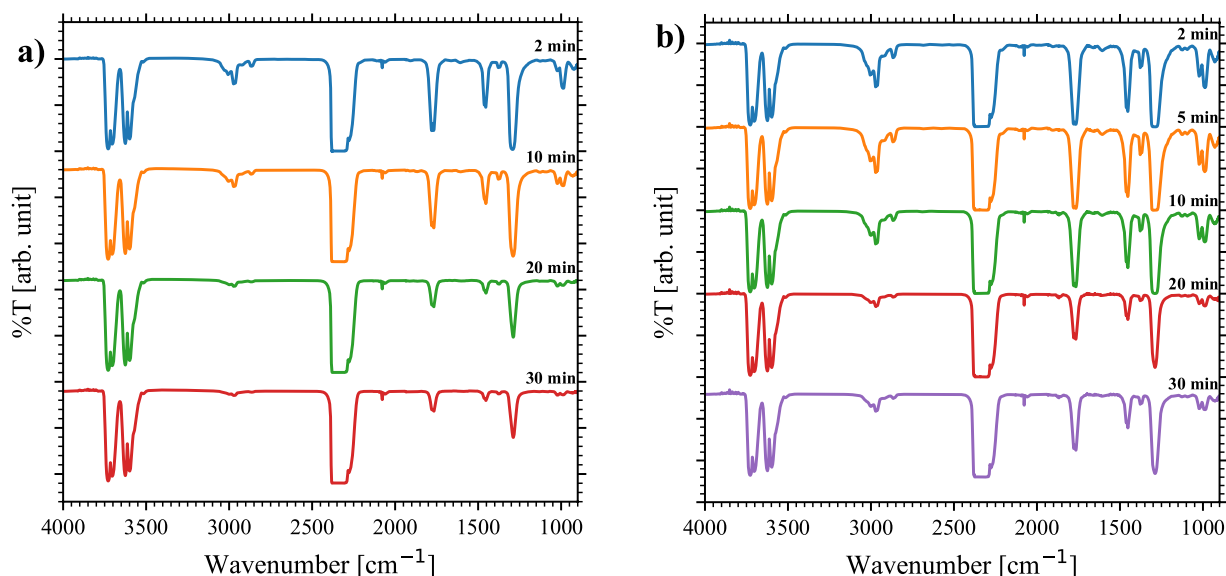 a)
2 min
10 min
20 min
30 min
%T [arb. unit]
4000 3500 3000 2500 2000 1500 1000
Wavenumber [cm⁻¹]
b)
2 min
5 min
10 min
20 min
30 min
%T [arb. unit]
4000 3500 3000 2500 2000 1500 1000
Wavenumber [cm⁻¹]